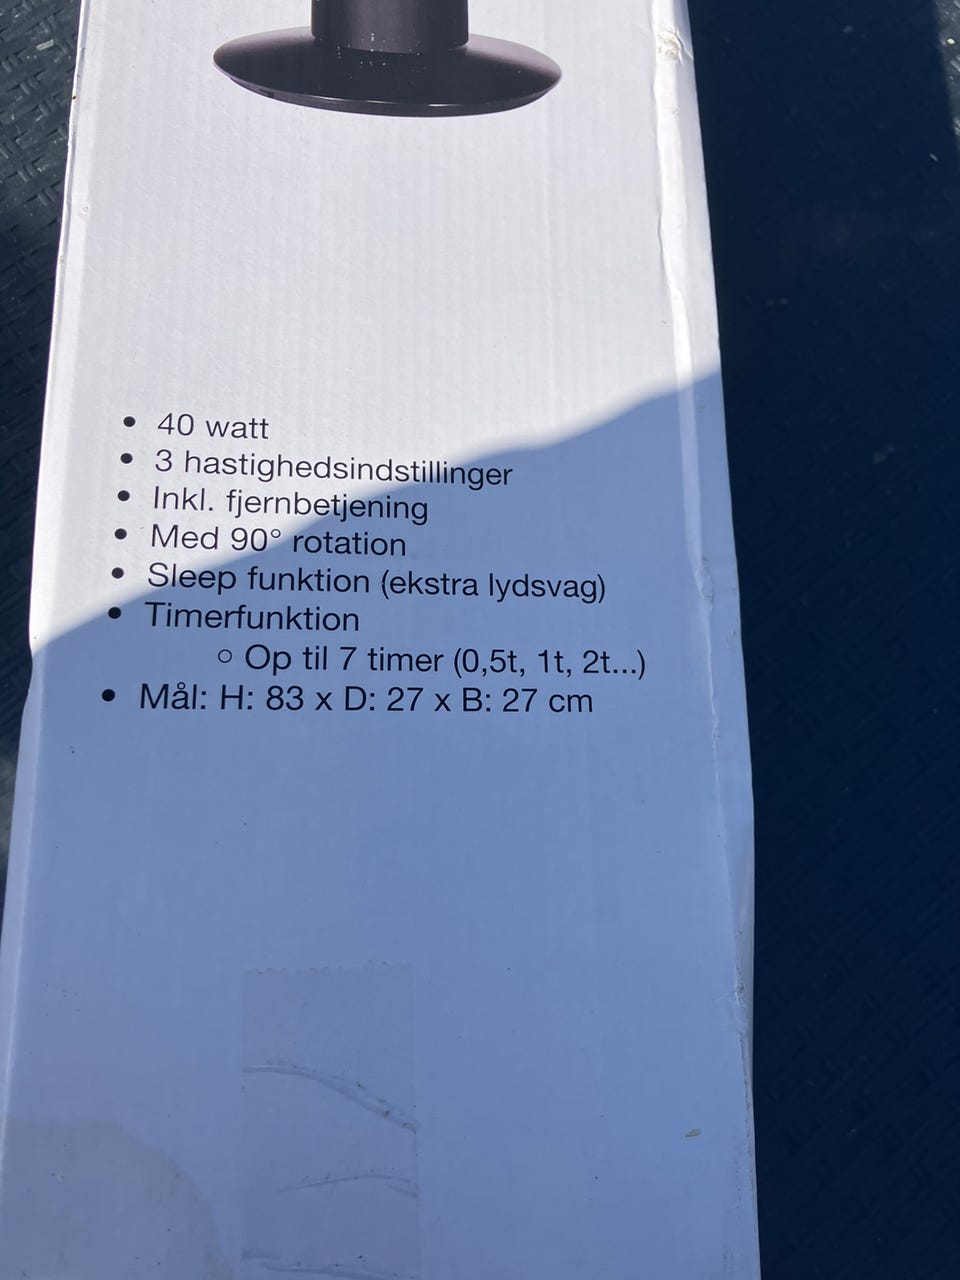 • 40 watt
• 3 hastighedsindstillinger
• Inkl. fjernbetjening
• Med 90° rotation
• Sleep funktion (ekstra lydsvag)
• Timerfunktion
○ Op til 7 timer (0,5t, 1t, 2t...)
• Mål: H: 83 x D: 27 x B: 27 cm